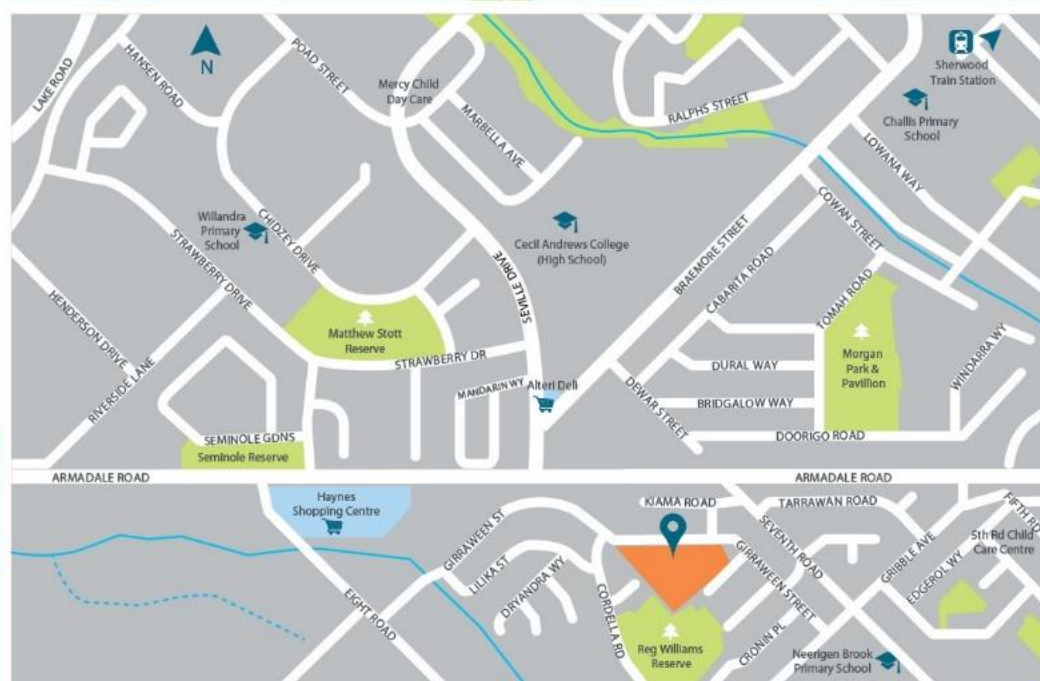 LAKE ROAD
HANSEN ROAD
N
POAD STREET
Mercy Child
Day Care
MARBELLA AVE
RALPHS STREET
Sherwood
Train Station
Challis Primary
School
LOWANA WAY
COWAN STREET
Willandra
Primary
School
CHIDZEY DRIVE
STRAWBERRY DRIVE
Cecil Andrews College
(High School)
SEVILLE DRIVE
BRAEMORE STREET
CABARITA ROAD
TOMAH ROAD
HENDERSON DRIVE
RIVERSIDE LANE
Matthew Stott
Reserve
STRAWBERRY DR
MANDARIN WY
Alteri Deli
DEWAR STREET
DURAL WAY
BRIDGALOW WAY
Morgan
Park &
Pavillion
WINDARRA WY
DOORIGO ROAD
SEMINOLE GDNS
Seminole Reserve
ARMADALE ROAD
ARMADALE ROAD
Haynes
Shopping Centre
GIRRAWEEN ST
LILIKA ST
DRYANDRA WY
CORDELLA RD
EIGHT ROAD
KIAMA ROAD
TARRAWAN ROAD
SEVENTH ROAD
GIRRAWEEN STREET
GRIBBLE AVE
FIFTH RD
5th Rd Child
Care Centre
EDGEROL WY
CRONIN PL
Reg Williams
Reserve
Neerigen Brook
Primary School